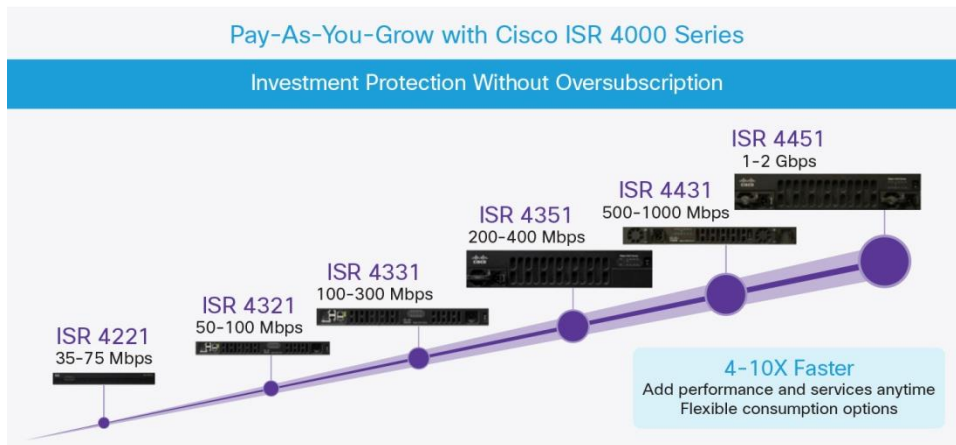 Pay-As-You-Grow with Cisco ISR 4000 Series
Investment Protection Without Oversubscription
ISR 4451
1-2 Gbps
ISR 4431
500-1000 Mbps
ISR 4351
200-400 Mbps
ISR 4331
100-300 Mbps
ISR 4321
50-100 Mbps
ISR 4221
35-75 Mbps
4-10X Faster
Add performance and services anytime
Flexible consumption options